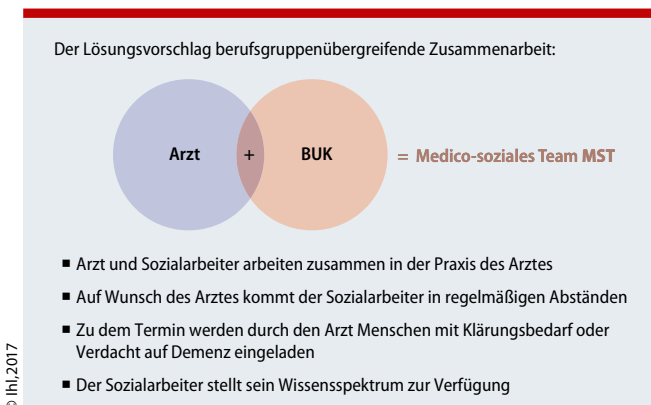 Der Lösungsvorschlag berufsgruppenübergreifende Zusammenarbeit:
Arzt + BUK = Medico-soziales Team MST
▪ Arzt und Sozialarbeiter arbeiten zusammen in der Praxis des Arztes
▪ Auf Wunsch des Arztes kommt der Sozialarbeiter in regelmäßigen Abständen
▪ Zu dem Termin werden durch den Arzt Menschen mit Klärungsbedarf oder
Verdacht auf Demenz eingeladen
▪ Der Sozialarbeiter stellt sein Wissensspektrum zur Verfügung
© Ihl,2017